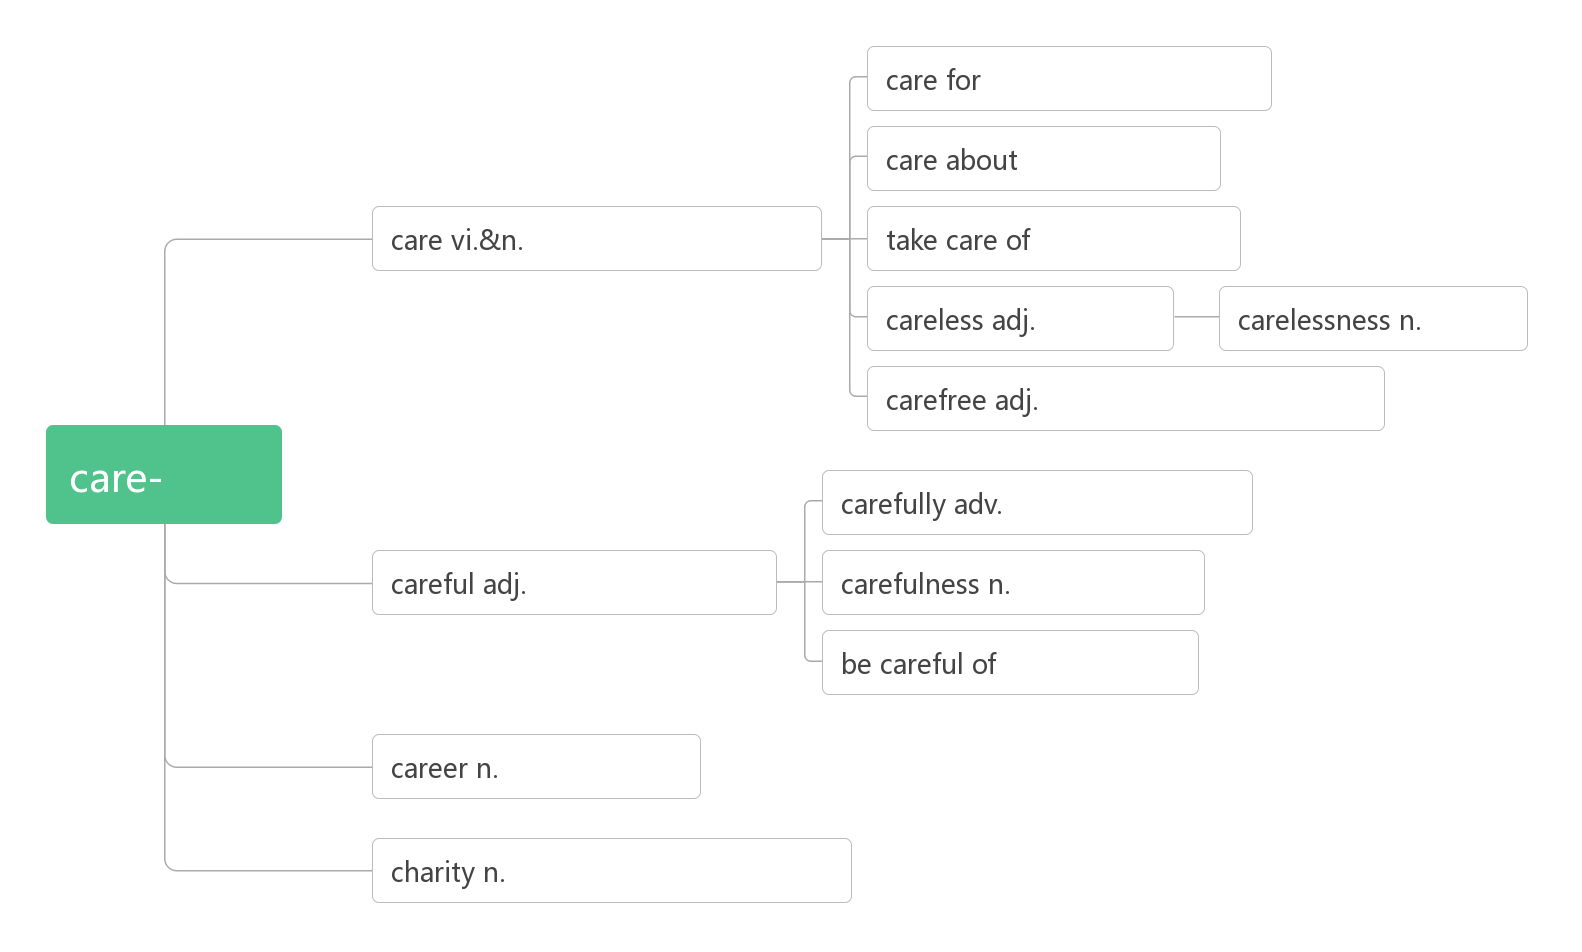 care-
care vi.&n.
care for
care about
take care of
careless adj.
carelessness n.
carefree adj.
careful adj.
carefully adv.
carefulness n.
be careful of
career n.
charity n.